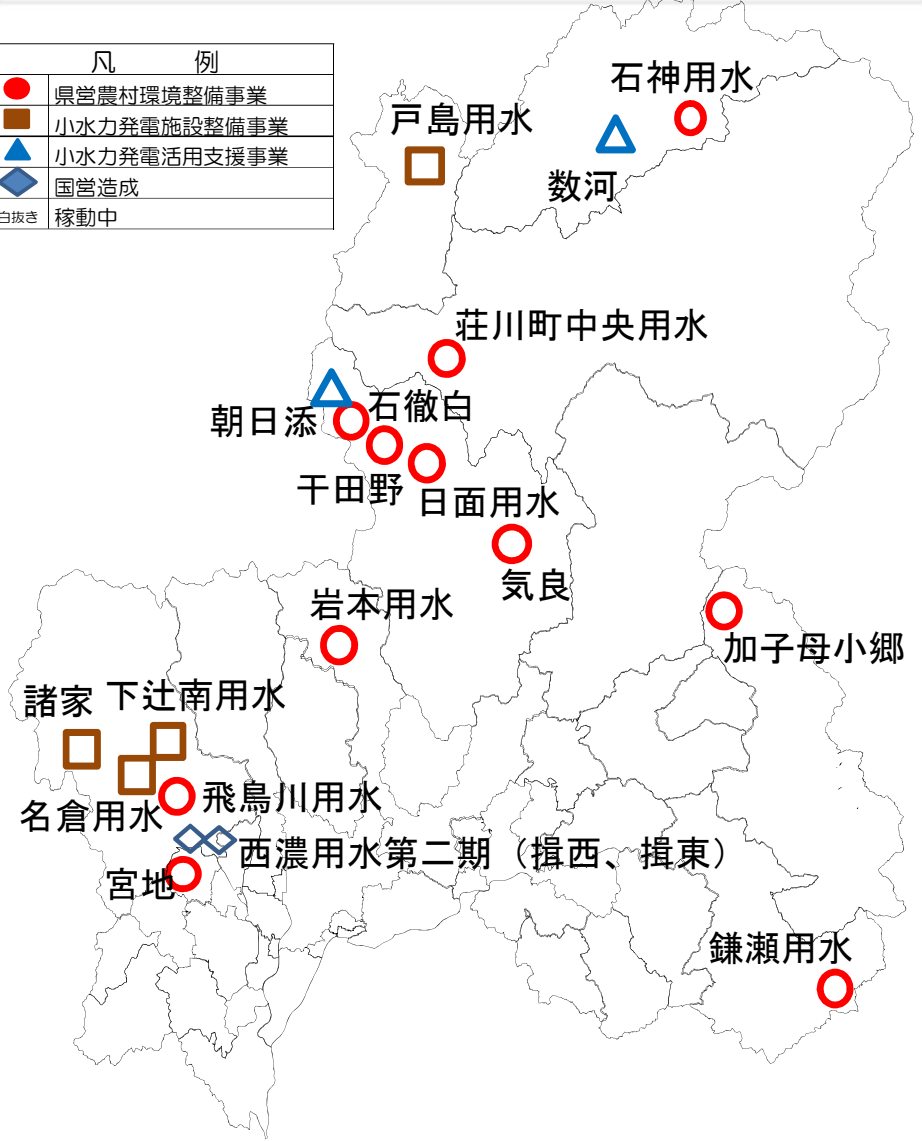 凡 例
県営農村環境整備事業
小水力発電施設整備事業
小水力発電活用支援事業
国営造成
白抜き 稼動中
石神用水
戸島用水
数河
荘川町中央用水
石徹白
朝日添
干田野
日面用水
気良
岩本用水
加子母小郷
諸家
下辻南用水
飛鳥川用水
名倉用水
西濃用水第二期（揖西、揖東）
宮地
鎌瀬用水